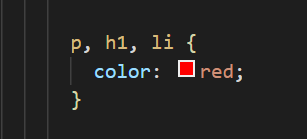 p, h1, li {
color: red;
}